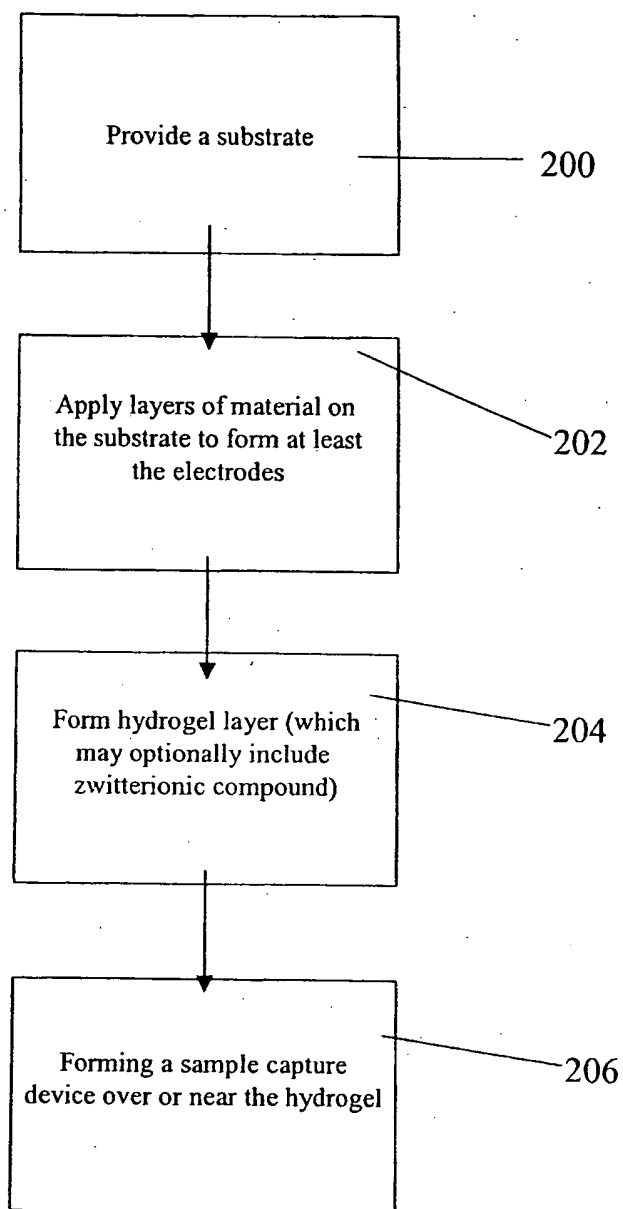 Provide a substrate
200
Apply layers of material on
the substrate to form at least
the electrodes
202
Form hydrogel layer (which
may optionally include
zwitterionic compound)
204
Forming a sample capture
device over or near the hydrogel
206